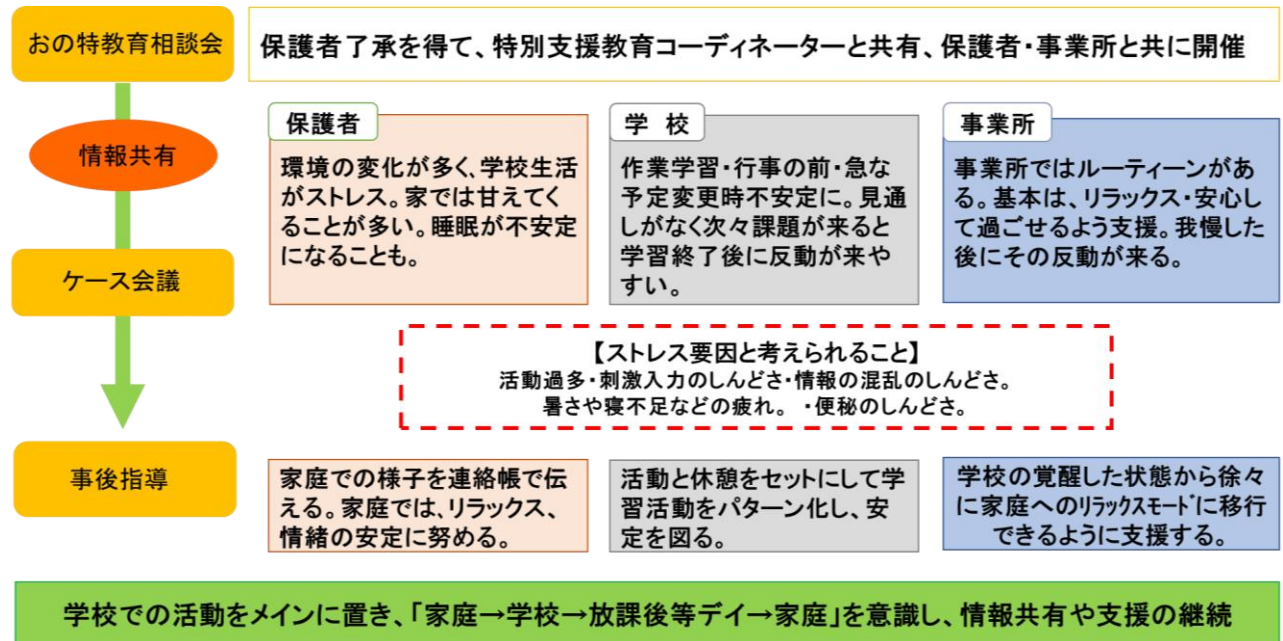 おの特教育相談会
保護者了承を得て、特別支援教育コーディネーターと共有、保護者・事業所と共に開催
情報共有
保護者
環境の変化が多く、学校生活
がストレス。家では甘えてく
ることが多い。睡眠が不安定
になることも。
学 校
作業学習・行事の前・急な
予定変更時不安定に。見通
しがなく次々課題が来ると
学習終了後に反動が来や
すい。
事業所
事業所ではルーティーンがあ
る。基本は、リラックス・安心し
て過ごせるよう支援。我慢した
後にその反動が来る。
ケース会議
【ストレス要因と考えられること】
活動過多・刺激入力のしんどさ・情報の混乱のしんどさ。
暑さや寝不足などの疲れ。 ・便秘のしんどさ。
事後指導
家庭での様子を連絡帳で伝
える。家庭では、リラックス、
情緒の安定に努める。
活動と休憩をセットにして学
習活動をパターン化し、安
定を図る。
学校の覚醒した状態から徐々
に家庭へのﾘﾗｯｸｽﾓｰﾄﾞに移行
できるように支援する。
学校での活動をメインに置き、「家庭→学校→放課後等デイ→家庭」を意識し、情報共有や支援の継続